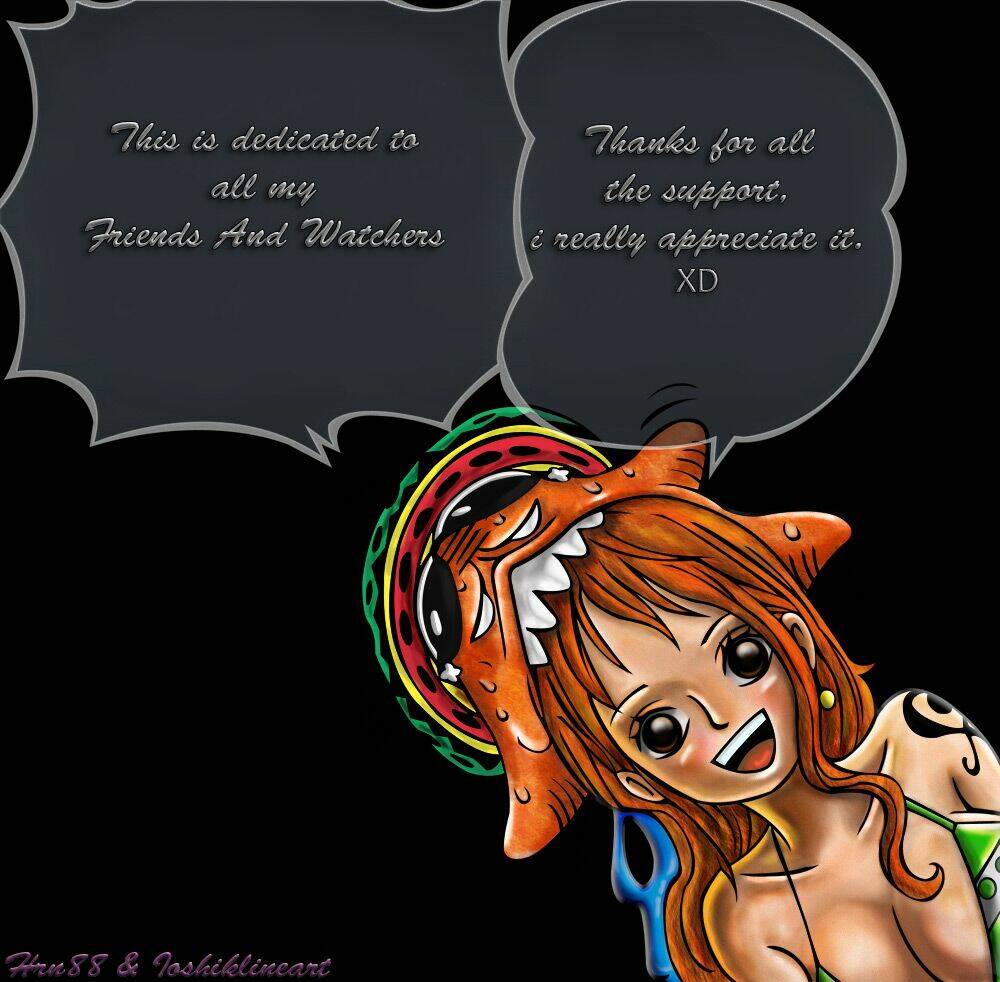 This is dedicated to
all my
Friends And Watchers
Thanks for all
the support,
i really appreciate it.
XD
Hrn88 & Ioshiklineart